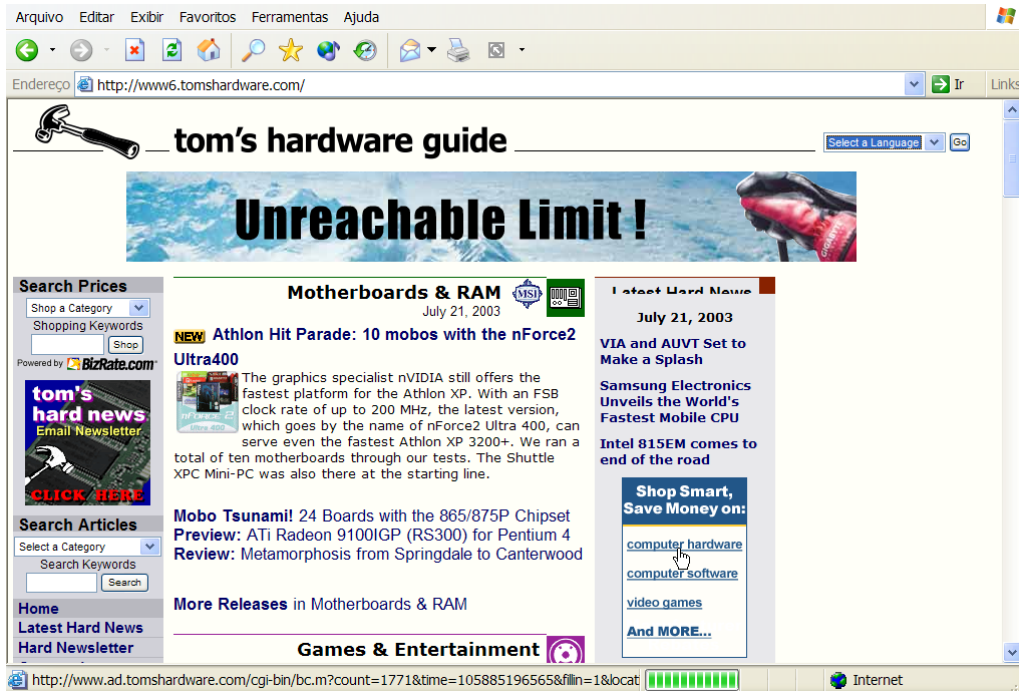 Arquivo Editar Exibir Favoritos Ferramentas Ajuda
Endereço http://www6.tomshardware.com/ Ir Links
tom's hardware guide
Select a Language Go
Unreachable Limit !
GIGABYTE
Search Prices
Shop a Category
Shopping Keywords
Shop
Powered by BizRate.com
tom's
hard news
Email Newsletter
CLICK HERE
Search Articles
Select a Category
Search Keywords
Search
Home
Latest Hard News
Hard Newsletter
Motherboards & RAM
MSI
July 21, 2003
NEW Athlon Hit Parade: 10 mobos with the nForce2
Ultra400
nFORCE 2
Ultra 400
The graphics specialist nVIDIA still offers the
fastest platform for the Athlon XP. With an FSB
clock rate of up to 200 MHz, the latest version,
which goes by the name of nForce2 Ultra 400, can
serve even the fastest Athlon XP 3200+. We ran a
total of ten motherboards through our tests. The Shuttle
XPC Mini-PC was also there at the starting line.
Mobo Tsunami! 24 Boards with the 865/875P Chipset
Preview: ATi Radeon 9100IGP (RS300) for Pentium 4
Review: Metamorphosis from Springdale to Canterwood
More Releases in Motherboards & RAM
Games & Entertainment
Latest Hard News
July 21, 2003
VIA and AUVT Set to
Make a Splash
Samsung Electronics
Unveils the World's
Fastest Mobile CPU
Intel 815EM comes to
end of the road
Shop Smart,
Save Money on:
computer hardware
computer software
video games
And MORE...
http://www.ad.tomshardware.com/cgi-bin/bc.m?count=1771&time=105885196565&filin=1&locat
Internet